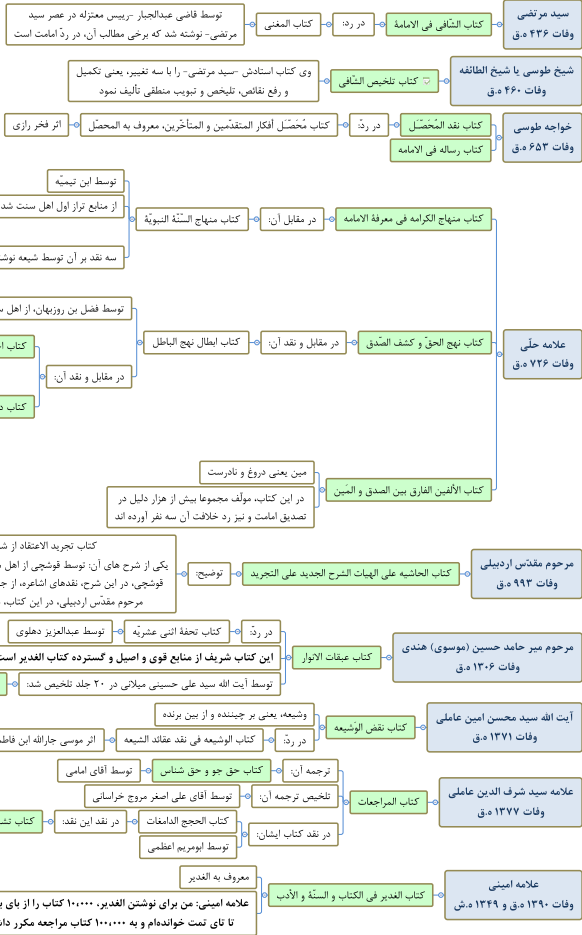 سید مرتضی
وفات ۴۳۶ ه.ق
کتاب الشّافی فی الامامة
در رد:
کتاب المغنی
توسط قاضی عبدالجبار -رییس معتزله در عصر سید
مرتضی- نوشته شد که برخی مطالب آن، در ردّ امامت است
شیخ طوسی یا شیخ الطائفه
وفات ۴۶۰ ه.ق
کتاب تلخیص الشّافی
وی کتاب استادش -سید مرتضی- را با سه تغییر، یعنی تکمیل
و رفع نقائص، تلیخص و تبویب منطقی تألیف نمود
خواجه طوسی
وفات ۶۵۳ ه.ق
کتاب نقد المُحَصّل
در ردّ:
کتاب مُحَصّل أفکار المتقدّمین و المتأخّرین، معروف به المحصّل
اثر فخر رازی
کتاب رساله فی الامامه
علامه حلّی
وفات ۷۲۶ ه.ق
کتاب منهاج الکرامه فی معرفة الامامه
در مقابل آن:
کتاب منهاج السنّة النبویّة
توسط ابن تیمیّه
از منابع تراز اول اهل سنت شد
سه نقد بر آن توسط شیعه نوشته
کتاب نهج الحقّ و کشف الصّدق
در مقابل و نقد آن:
کتاب ابطال نهج الباطل
توسط فضل بن روزبهان، از اهل س
در مقابل و نقد آن:
کتاب ا
کتاب د
کتاب الألفین الفارق بین الصدق و المَین
مین یعنی دروغ و نادرست
در این کتاب، مولّف مجموعا بیش از هزار دلیل در
تصدیق امامت و نیز رد خلافت آن سه نفر آورده اند
مرحوم مقدّس اردبیلی
وفات ۹۹۳ ه.ق
کتاب الحاشیه علی الهیات الشرح الجدید علی التجرید
توضیح:
کتاب تجرید الاعتقاد از ش
یکی از شرح های آن: توسط قوشچی از اهل
قوشچی، در این شرح، نقدهای اشاعره، از ج
مرحوم مقدّس اردبیلی، در این کتاب،
مرحوم میر حامد حسین (موسوی) هندی
وفات ۱۳۰۶ ه.ق
کتاب عبقات الانوار
در ردّ:
کتاب تحفهٔ اثنی عشریّه
توسط عبدالعزیز دهلوی
این کتاب شریف از منابع قوی و اصیل و گسترده کتاب الغدیر است
توسط آیت الله سید علی حسینی میلانی در ۲۰ جلد تلخیص شد:
آیت الله سید محسن امین عاملی
وفات ۱۳۷۱ ه.ق
کتاب نقض الوَشیعه
وشیعه، یعنی بر چیننده و از بین برنده
در ردّ:
کتاب الوشیعه فی نقد عقائد الشیعه
اثر موسی جارالله ابن فاطم
علامه سید شرف الدین عاملی
وفات ۱۳۷۷ ه.ق
کتاب المراجعات
ترجمه آن:
کتاب حق جو و حق شناس
توسط آقای امامی
تلخیص ترجمه آن:
توسط آقای علی اصغر مروج خراسانی
در نقد کتاب ایشان:
کتاب الحجج الدامغات
در نقد این نقد:
کتاب تش
توسط ابومریم اعظمی
علامه امینی
وفات ۱۳۹۰ ه.ق و ۱۳۴۹ ه.ش
کتاب الغدیر فی الکتاب و السنّة و الأدب
معروف به الغدیر
علامه امینی: من برای نوشتن الغدیر، ۱۰،۰۰۰ کتاب را از بای ب
تا تای تمت خوانده‌ام و به ۱۰۰،۰۰۰ کتاب مراجعه مکرر داش